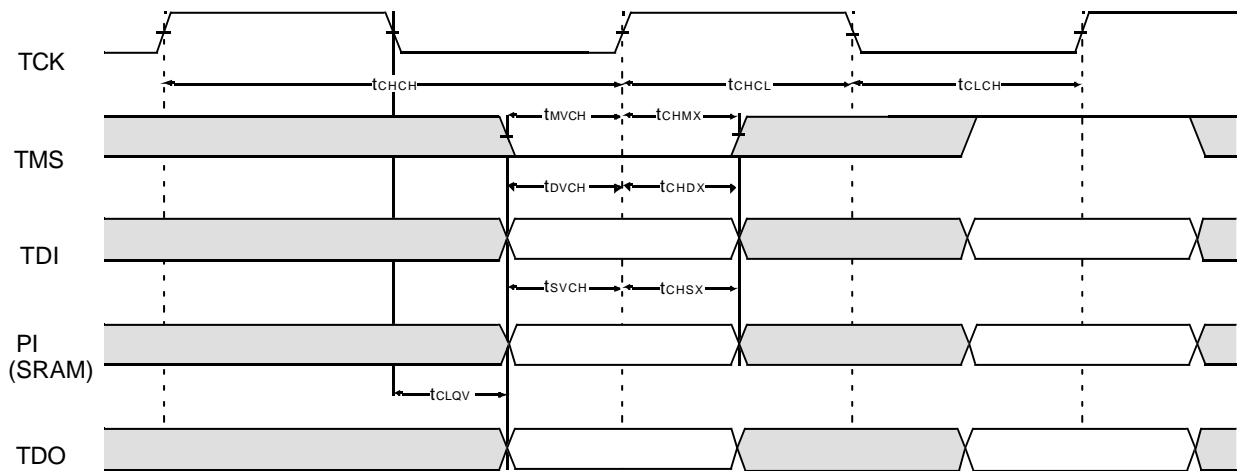 TCK
tCHCH tCHCL tCLCH
tMVCH tCHMX
TMS
tDVCH tCHDX
TDI
tSVCH tCHSX
PI
(SRAM)
tCLQV
TDO